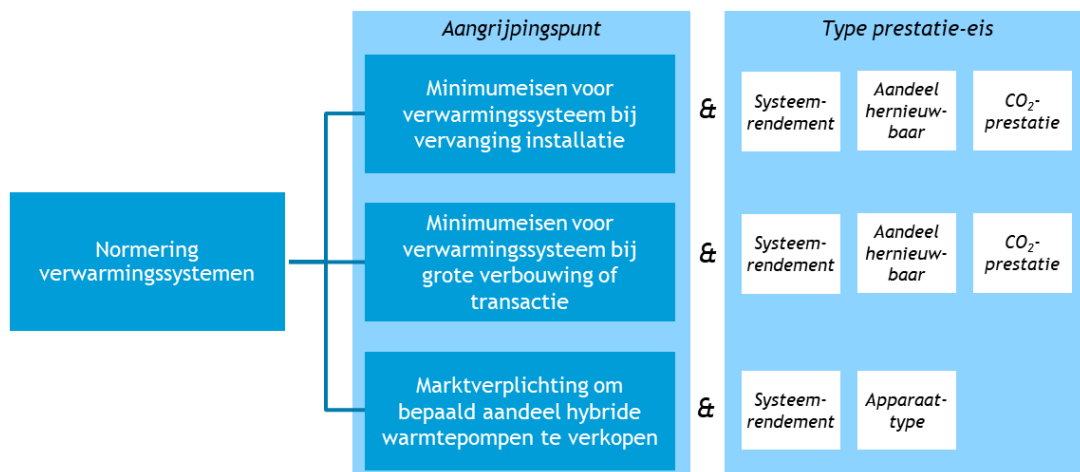 Aangrijpingspunt
Type prestatie-eis
Normering
verwarmingssystemen
Minimumeisen voor
verwarmingssysteem bij
vervanging installatie
&
Systeem-
rendement
Aandeel
hernieuw-
baar
CO₂-
prestatie
Minimumeisen voor
verwarmingssysteem bij
grote verbouwing of
transactie
&
Systeem-
rendement
Aandeel
hernieuw-
baar
CO₂-
prestatie
Marktverplichting om
bepaald aandeel hybride
warmtepompen te verkopen
&
Systeem-
rendement
Apparaat-
type